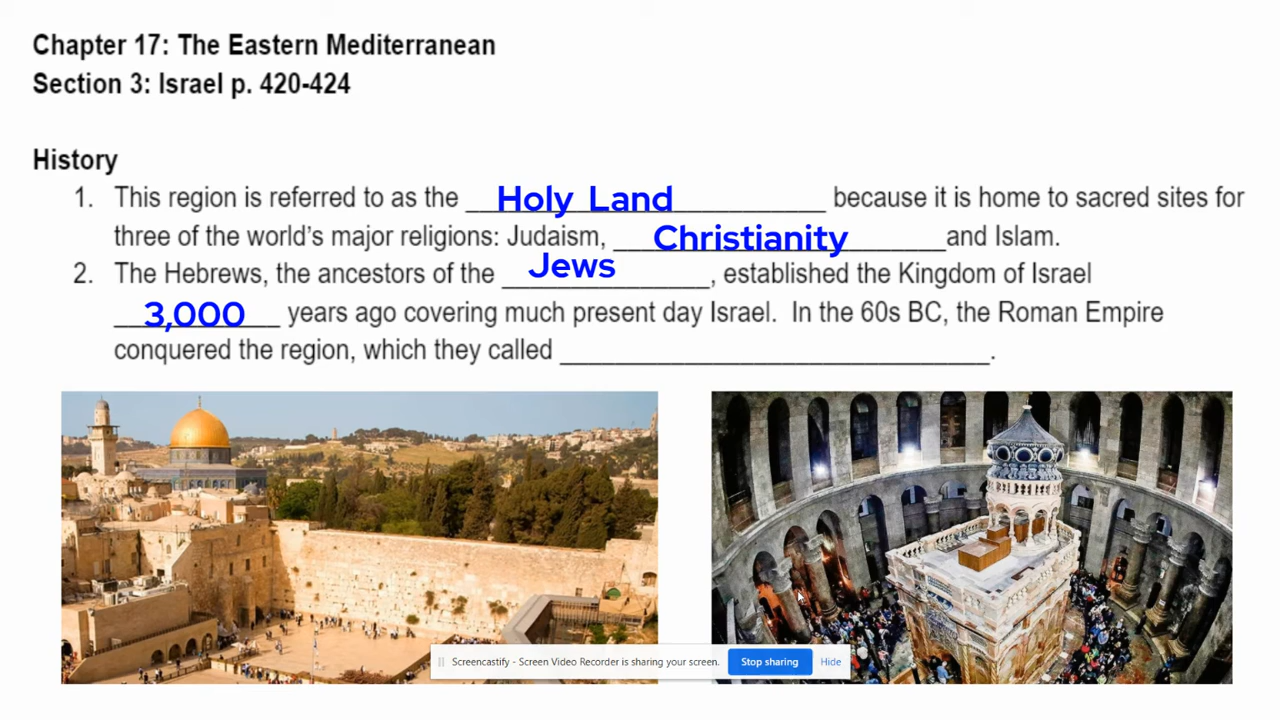 Chapter 17: The Eastern Mediterranean
Section 3: Israel p. 420-424
History
1. This region is referred to as the __Holy Land__ because it is home to sacred sites for
three of the world's major religions: Judaism, __Christianity__ and Islam.
2. The Hebrews, the ancestors of the __Jews__, established the Kingdom of Israel
__3,000__ years ago covering much present day Israel. In the 60s BC, the Roman Empire
conquered the region, which they called ______________________________.
Screencastify - Screen Video Recorder is sharing your screen. Stop sharing Hide